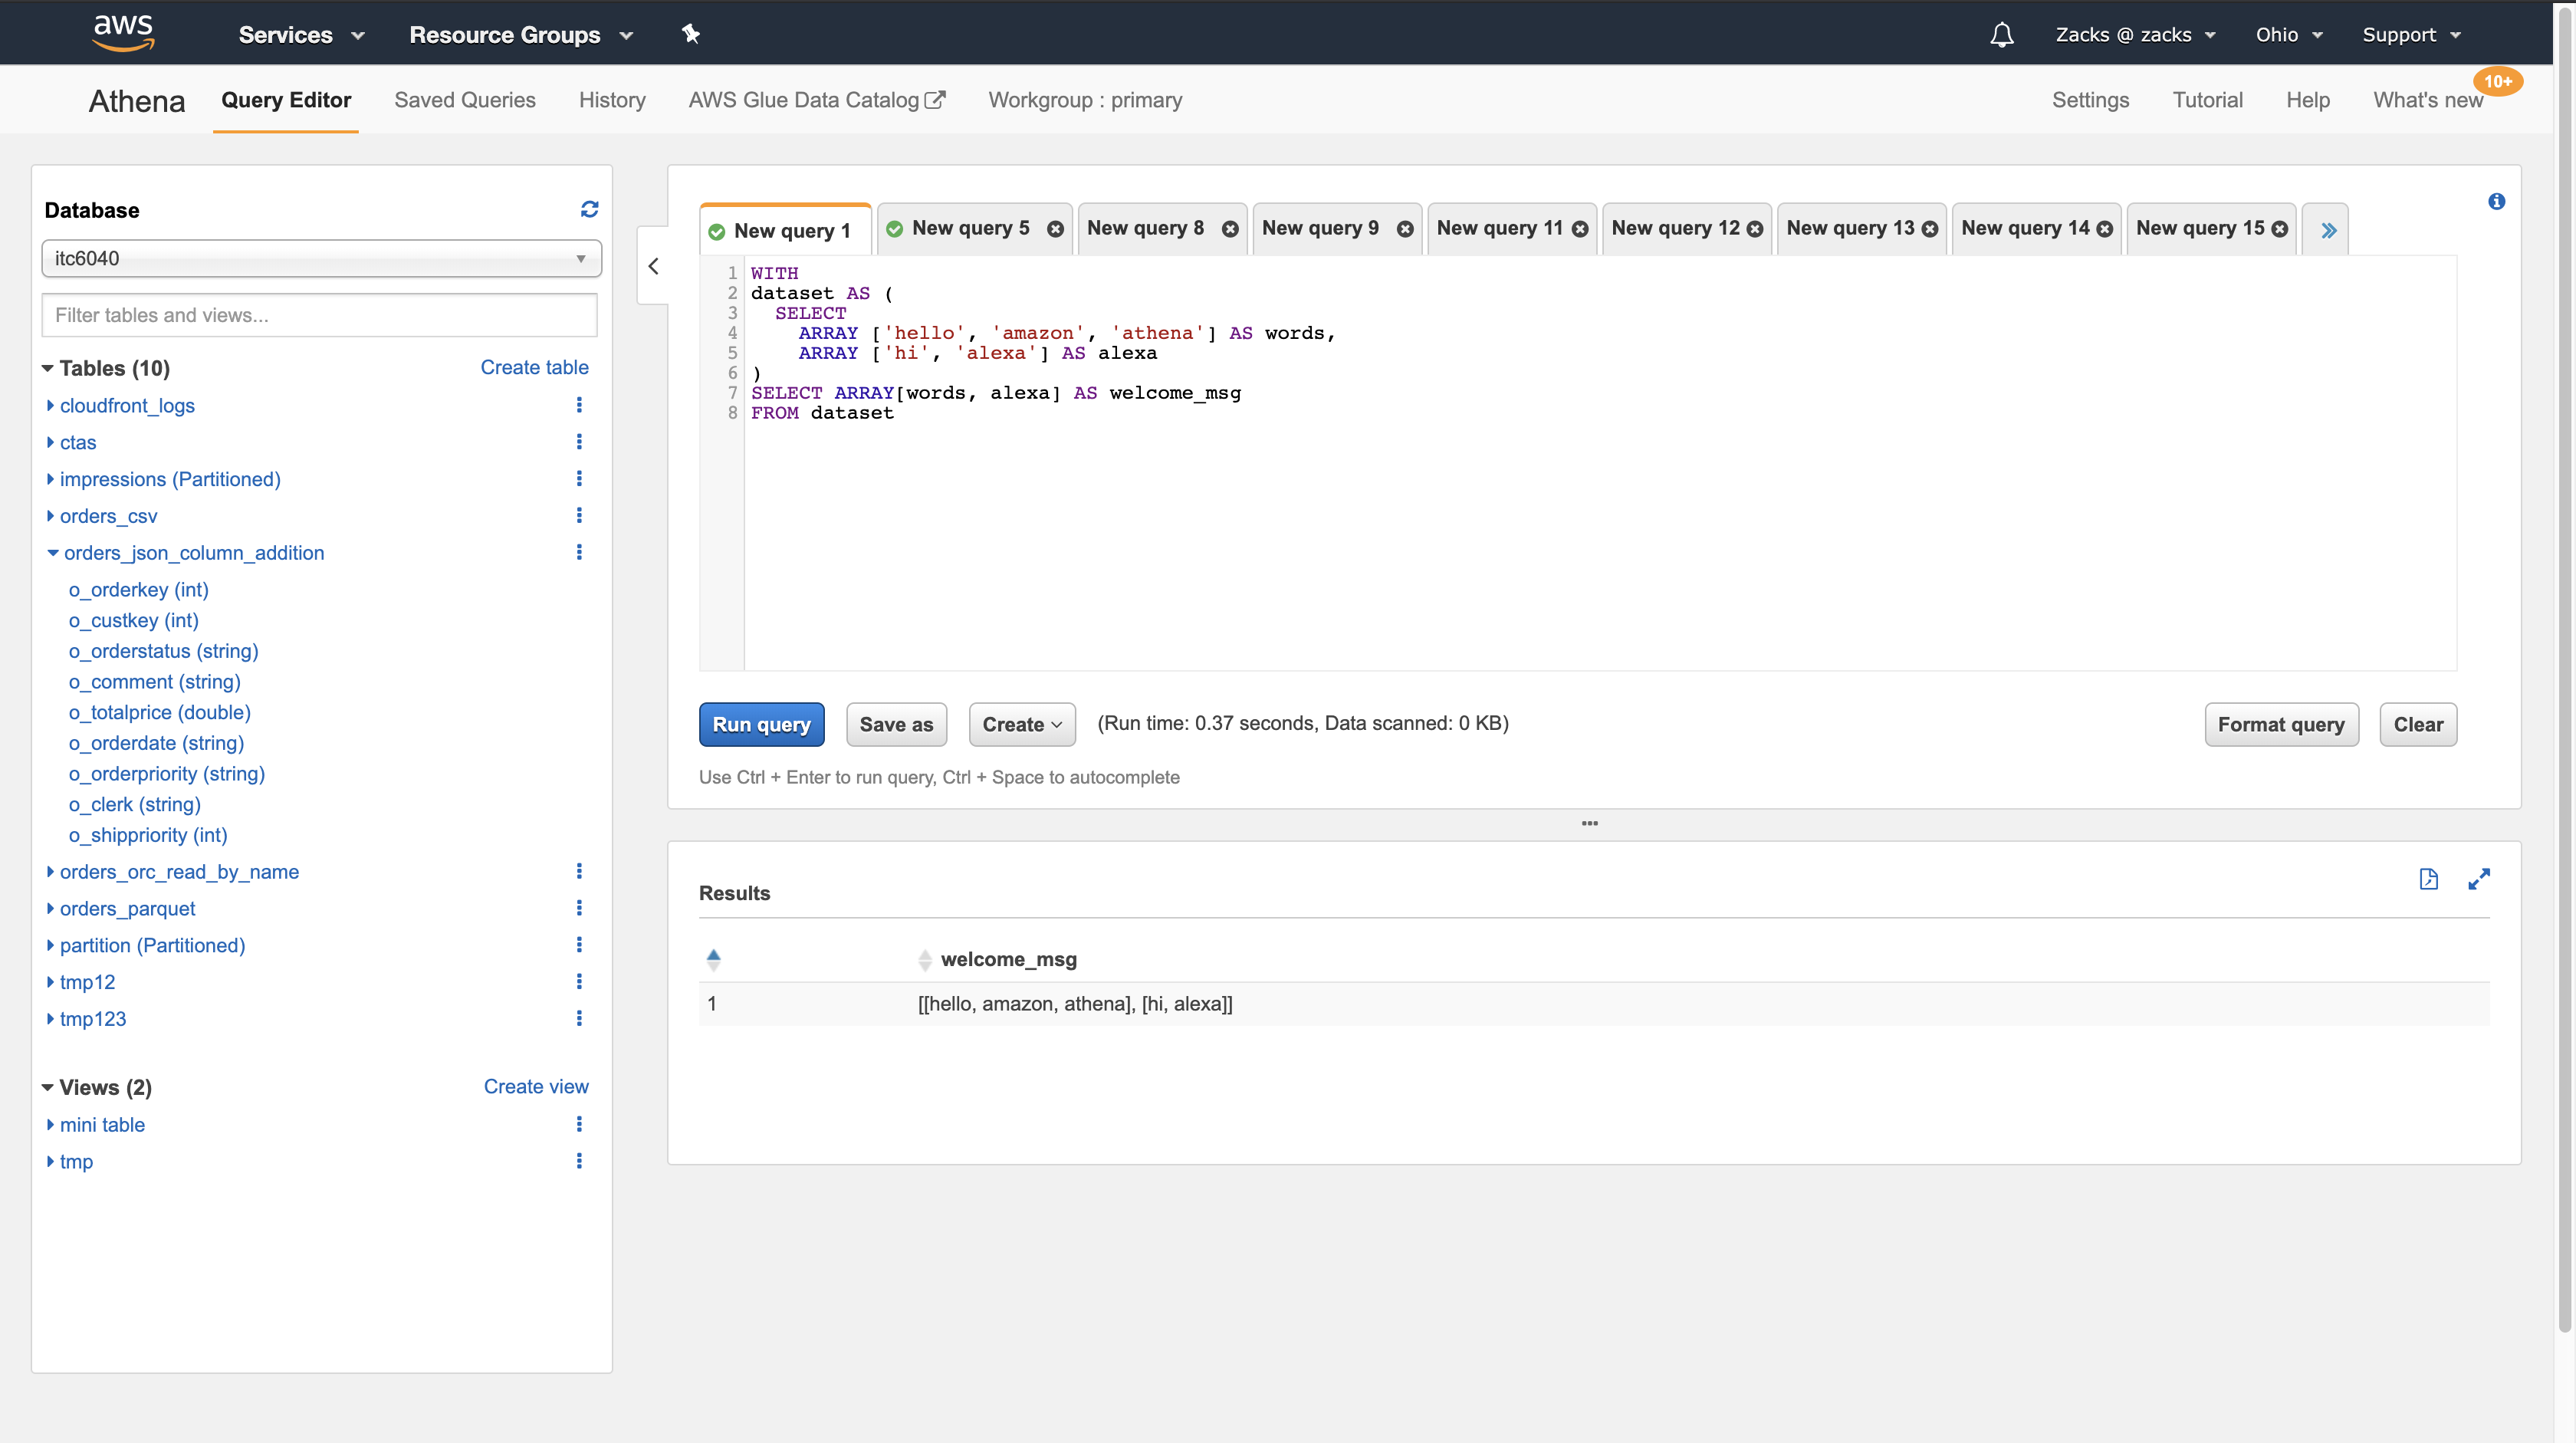 aws Services Resource Groups Zacks @ zacks Ohio Support
Athena Query Editor Saved Queries History AWS Glue Data Catalog Workgroup : primary Settings Tutorial Help What's new 10+
Database
itc6040
Filter tables and views...
Tables (10) Create table
cloudfront_logs
ctas
impressions (Partitioned)
orders_csv
orders_json_column_addition
o_orderkey (int)
o_custkey (int)
o_orderstatus (string)
o_comment (string)
o_totalprice (double)
o_orderdate (string)
o_orderpriority (string)
o_clerk (string)
o_shippriority (int)
orders_orc_read_by_name
orders_parquet
partition (Partitioned)
tmp12
tmp123
Views (2) Create view
mini table
tmp
New query 1 New query 5 New query 8 New query 9 New query 11 New query 12 New query 13 New query 14 New query 15
1 WITH
2 dataset AS (
3 SELECT
4 ARRAY ['hello', 'amazon', 'athena'] AS words,
5 ARRAY ['hi', 'alexa'] AS alexa
6 )
7 SELECT ARRAY[words, alexa] AS welcome_msg
8 FROM dataset
Run query Save as Create (Run time: 0.37 seconds, Data scanned: 0 KB) Format query Clear
Use Ctrl + Enter to run query, Ctrl + Space to autocomplete
Results
welcome_msg
1 [[hello, amazon, athena], [hi, alexa]]